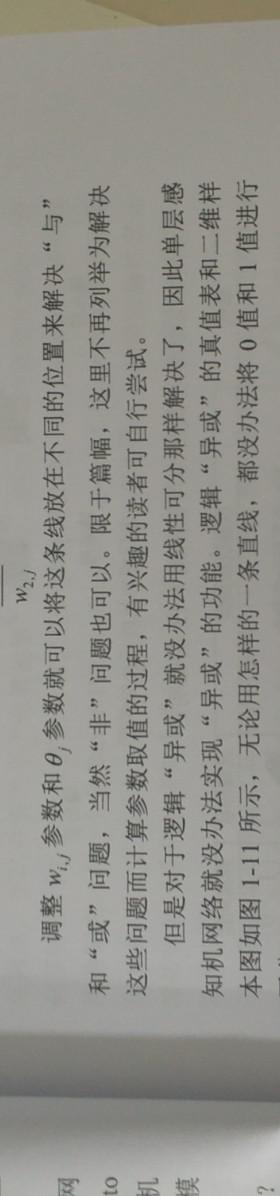 w₂,ⱼ
调整 wᵢ,ⱼ 参数和 θⱼ 参数就可以将这条线放在不同的位置来解决“与”
和“或”问题，当然“非”问题也可以。限于篇幅，这里不再列举为解决
这些问题而计算参数取值的过程，有兴趣的读者可自行尝试。
但是对于逻辑“异或”就没办法用线性可分那样解决了，因此单层感
知机网络就没办法实现“异或”的功能。逻辑“异或”的真值表和二维样
本图如图 1-11 所示，无论用怎样的一条直线，都没办法将 0 值和 1 值进行
网
to
机
模
?